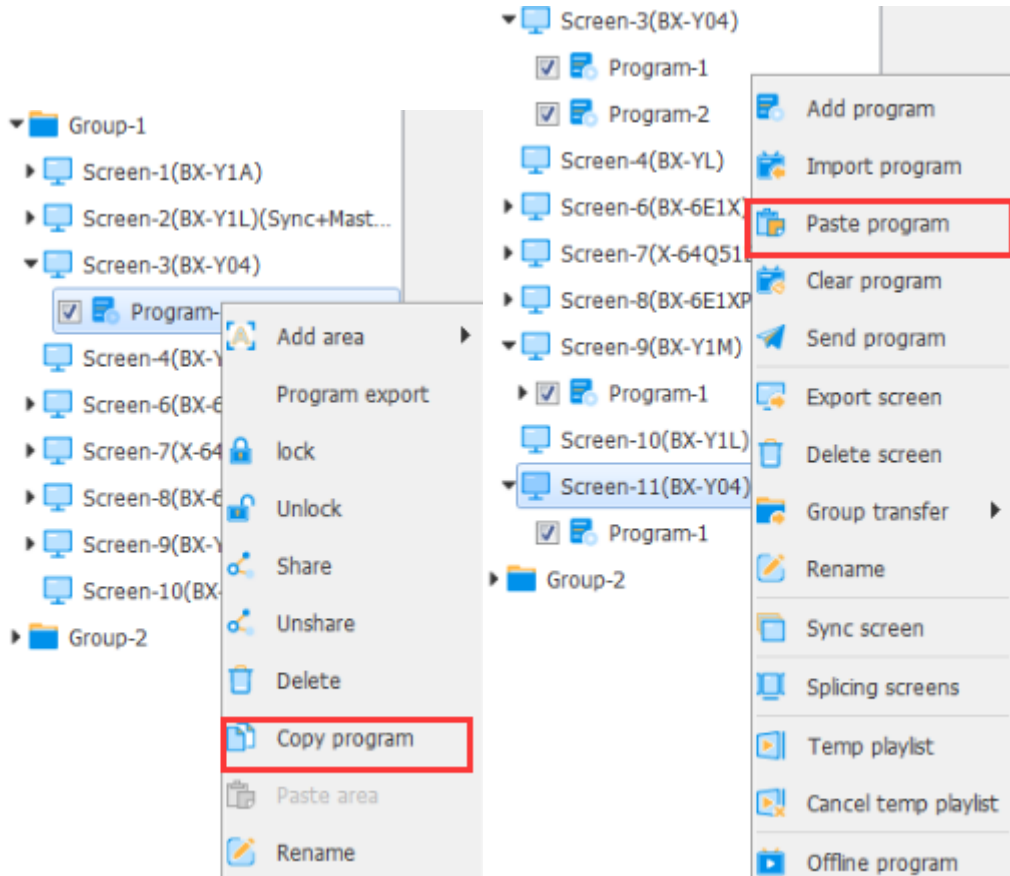 Group-1
Screen-1(BX-Y1A)
Screen-2(BX-Y1L)(Sync+Mast...
Screen-3(BX-Y04)
Program-
Screen-4(BX-Y
Screen-6(BX-6
Screen-7(X-64
Screen-8(BX-6
Screen-9(BX-Y
Screen-10(BX-
Group-2
Add area
Program export
lock
Unlock
Share
Unshare
Delete
Copy program
Paste area
Rename
Screen-3(BX-Y04)
Program-1
Program-2
Screen-4(BX-YL)
Screen-6(BX-6E1X)
Screen-7(X-64Q51
Screen-8(BX-6E1XP
Screen-9(BX-Y1M)
Program-1
Screen-10(BX-Y1L)
Screen-11(BX-Y04)
Program-1
Group-2
Add program
Import program
Paste program
Clear program
Send program
Export screen
Delete screen
Group transfer
Rename
Sync screen
Splicing screens
Temp playlist
Cancel temp playlist
Offline program